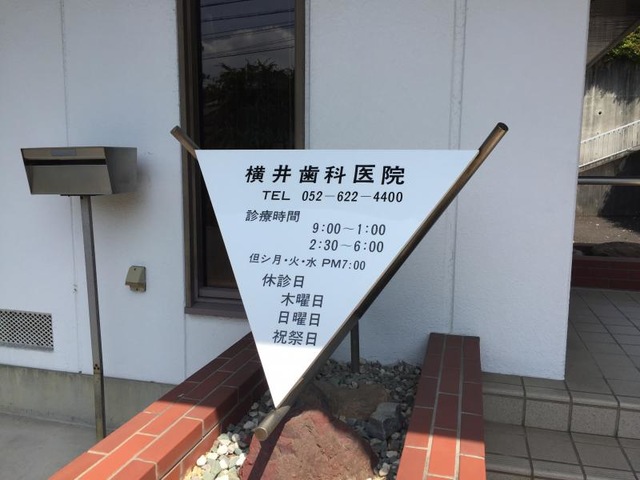 横井歯科医院
TEL 052-622-4400
診療時間
9:00〜1:00
2:30〜6:00
但シ月・火・水 PM7:00
休診日
木曜日
日曜日
祝祭日